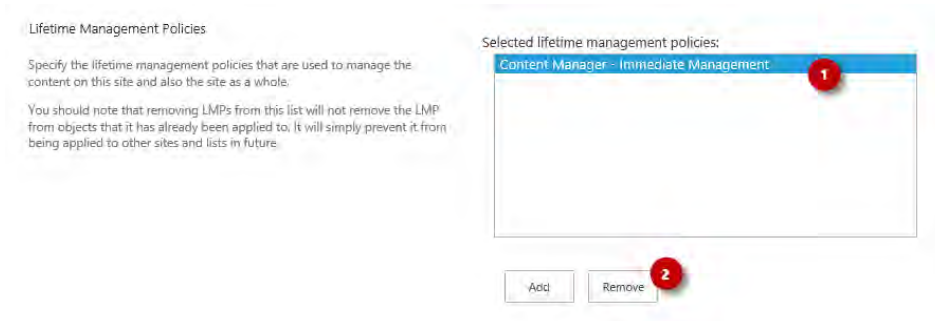 Lifetime Management Policies
Specify the lifetime management policies that are used to manage the
content on this site and also the site as a whole.
You should note that removing LMPs from this list will not remove the LMP
from objects that it has already been applied to. It will simply prevent it from
being applied to other sites and lists in future
Selected lifetime management policies:
Content Manager - Immediate Management
1
Add
Remove
2